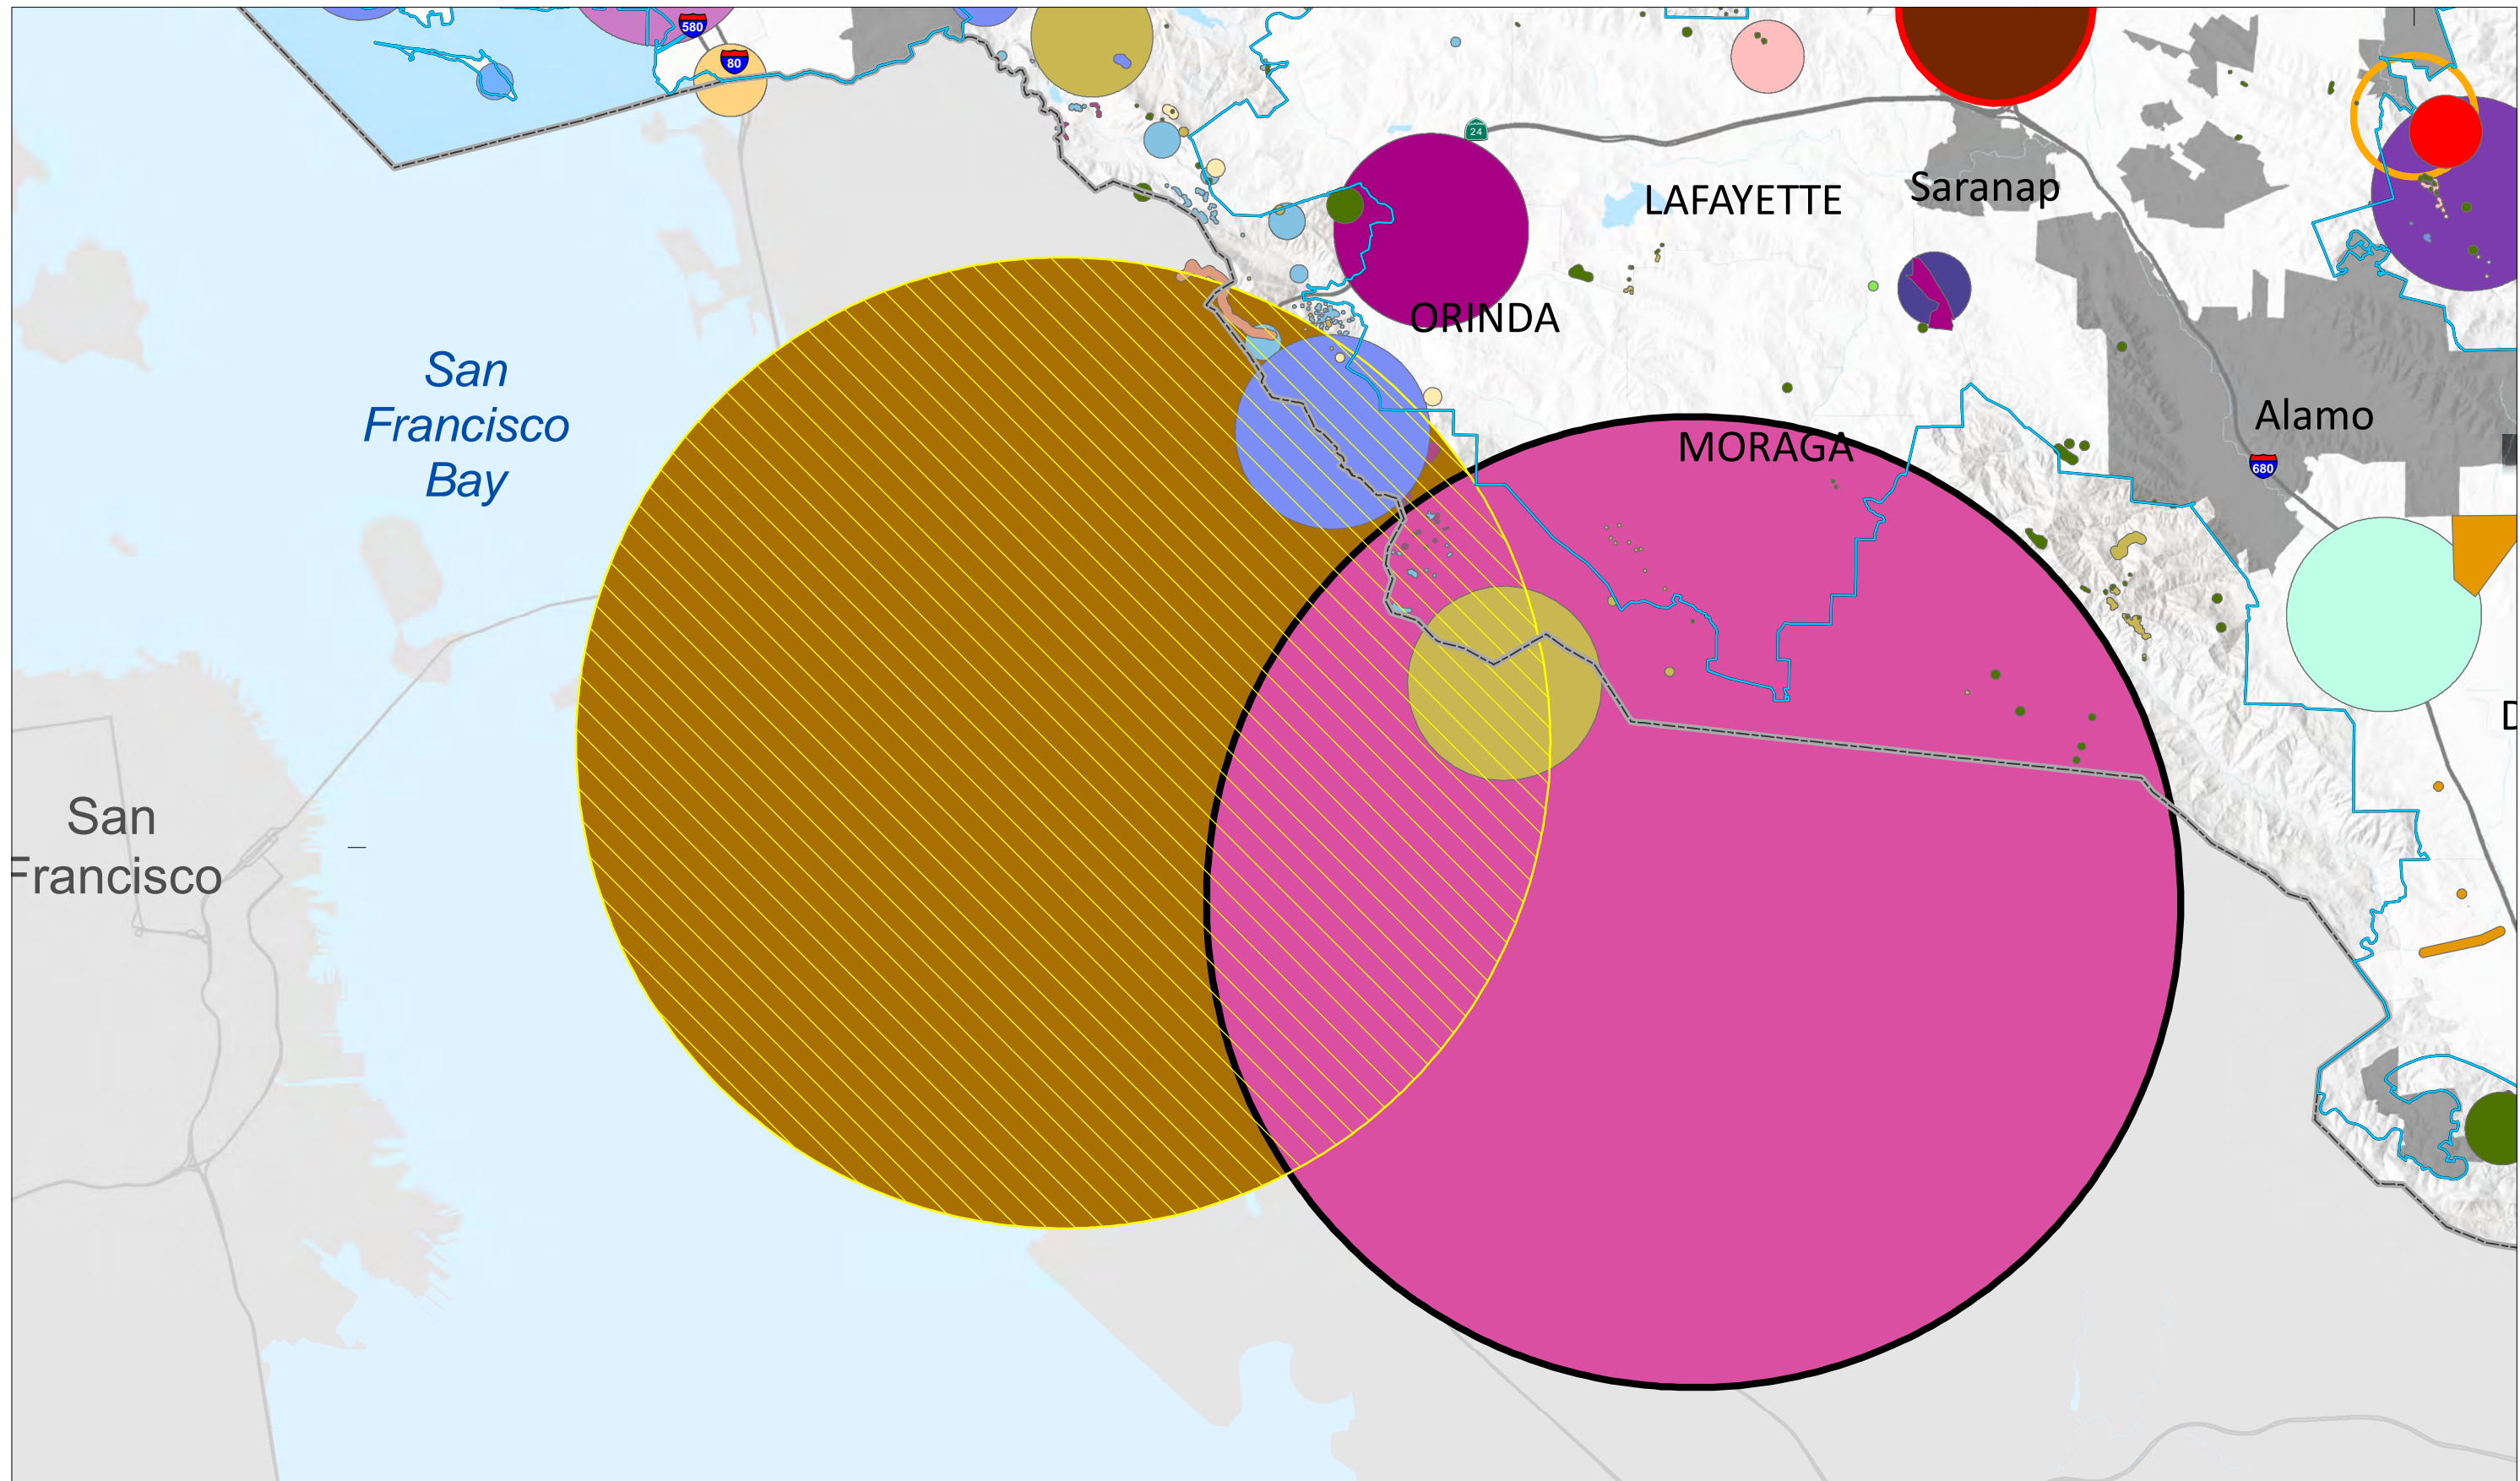 580
80
24
LAFAYETTE
Saranap
ORINDA
San
Francisco
Bay
MORAGA
Alamo
680
D
San
Francisco